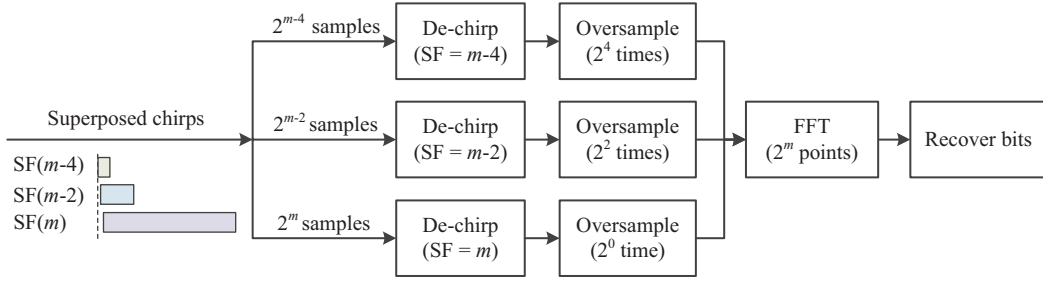 2^{m-4} samples
De-chirp
(SF = m-4)
Oversample
(2^4 times)
Superposed chirps
2^{m-2} samples
De-chirp
(SF = m-2)
Oversample
(2^2 times)
FFT
(2^m points)
Recover bits
SF(m-4)
SF(m-2)
SF(m)
2^m samples
De-chirp
(SF = m)
Oversample
(2^0 time)